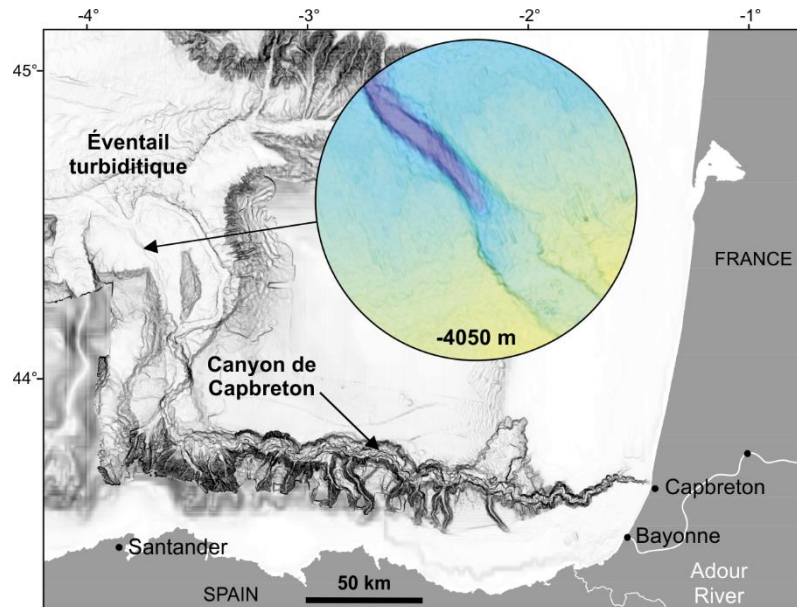 -4°
-3°
-2°
-1°
45°
Éventail
turbiditique
FRANCE
-4050 m
44°
Canyon de
Capbreton
Capbreton
Bayonne
Santander
Adour
River
SPAIN
50 km